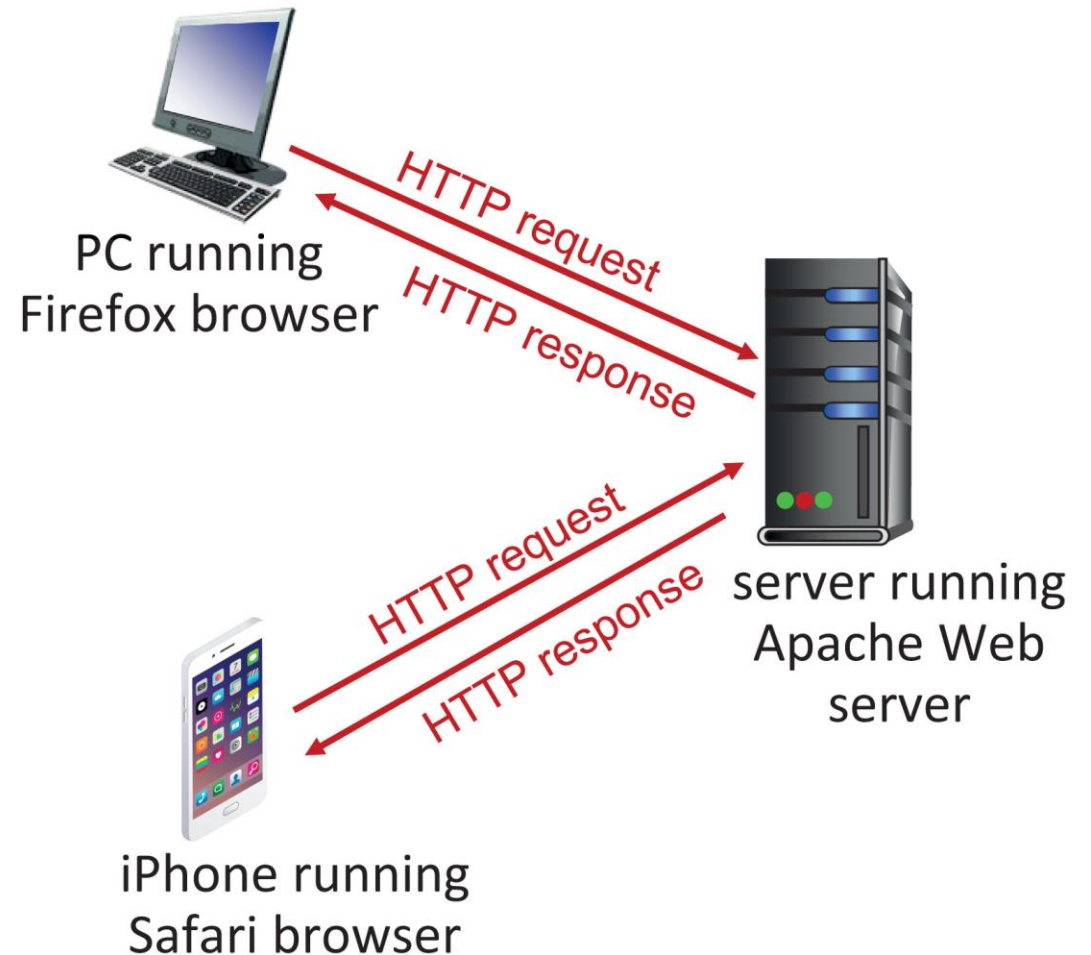 HTTP request
HTTP response
PC running
Firefox browser
HTTP request
HTTP response
server running
Apache Web
server
iPhone running
Safari browser